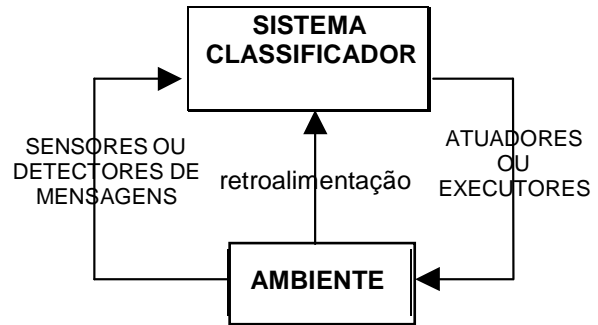 SISTEMA
CLASSIFICADOR
SENSORES OU
DETECTORES DE
MENSAGENS
retroalimentação
ATUADORES
OU
EXECUTORES
AMBIENTE